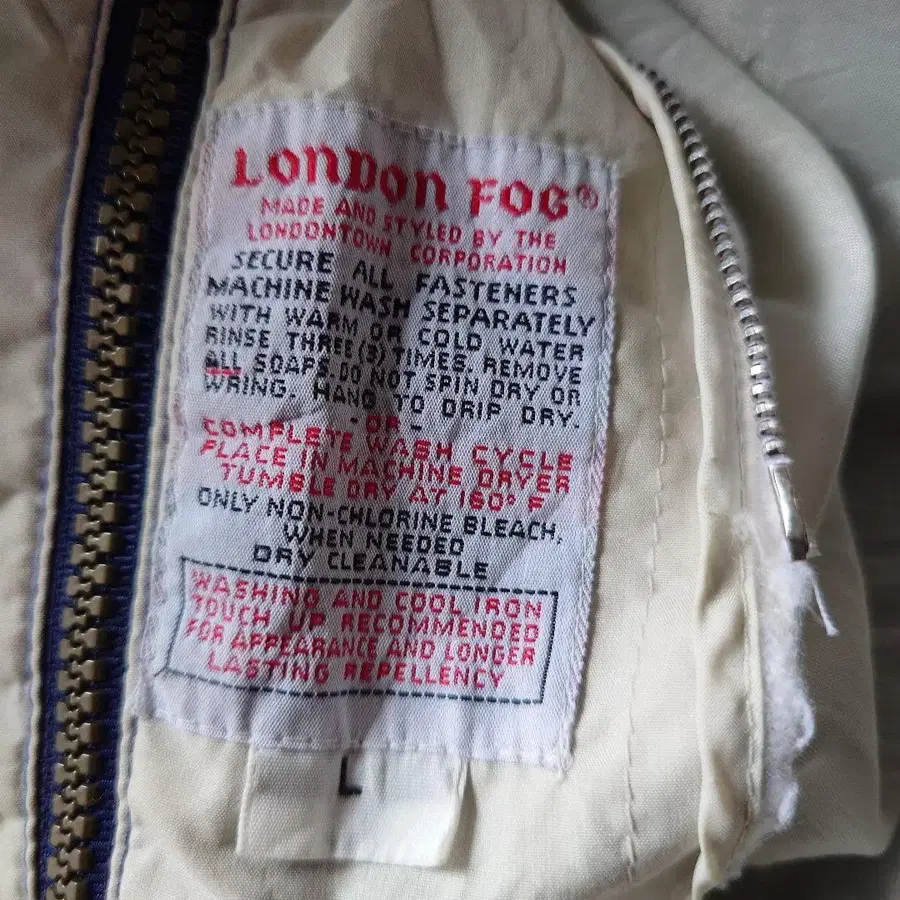 LONDON FOG®
MADE AND STYLED BY THE
LONDONTOWN CORPORATION
SECURE ALL FASTENERS
MACHINE WASH SEPARATELY
WITH WARM OR COLD WATER
RINSE THREE (3) TIMES. REMOVE
ALL SOAPS. DO NOT SPIN DRY OR
WRING. HANG TO DRIP DRY.
- OR -
COMPLETE WASH CYCLE
PLACE IN MACHINE DRYER
TUMBLE DRY AT 160° F
ONLY NON-CHLORINE BLEACH,
WHEN NEEDED
DRY CLEANABLE
WASHING AND COOL IRON
TOUCH UP RECOMMENDED
FOR APPEARANCE AND LONGER
LASTING REPELLENCY
L